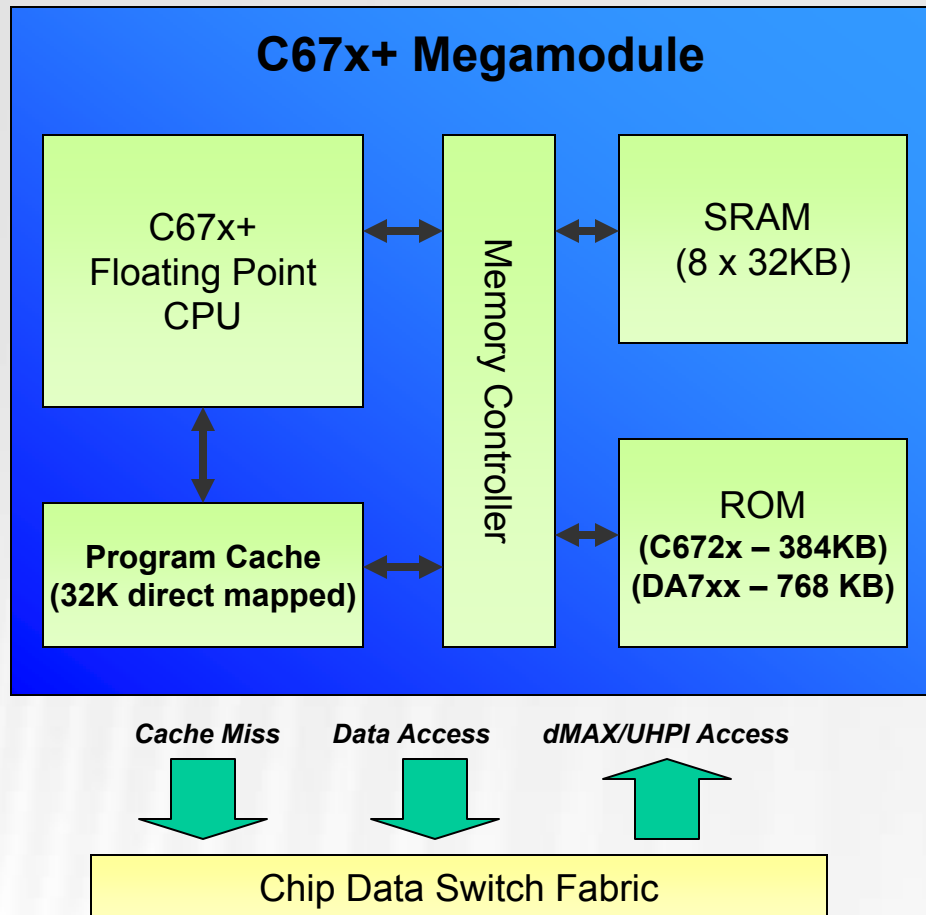 C67x+ Megamodule
C67x+
Floating Point
CPU
Memory Controller
SRAM
(8 x 32KB)
Program Cache
(32K direct mapped)
ROM
(C672x – 384KB)
(DA7xx – 768 KB)
Cache Miss
Data Access
dMAX/UHPI Access
Chip Data Switch Fabric